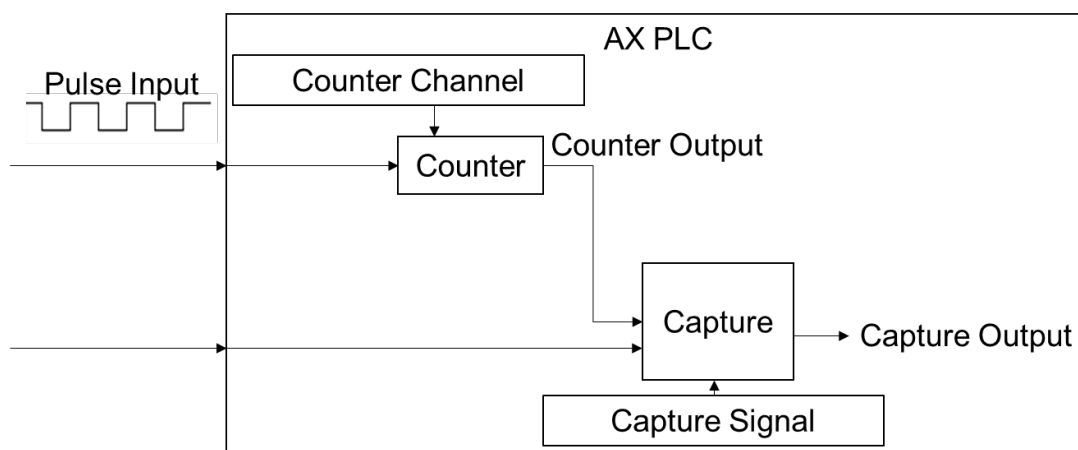 AX PLC
Pulse Input
Counter Channel
Counter
Counter Output
Capture
Capture Output
Capture Signal